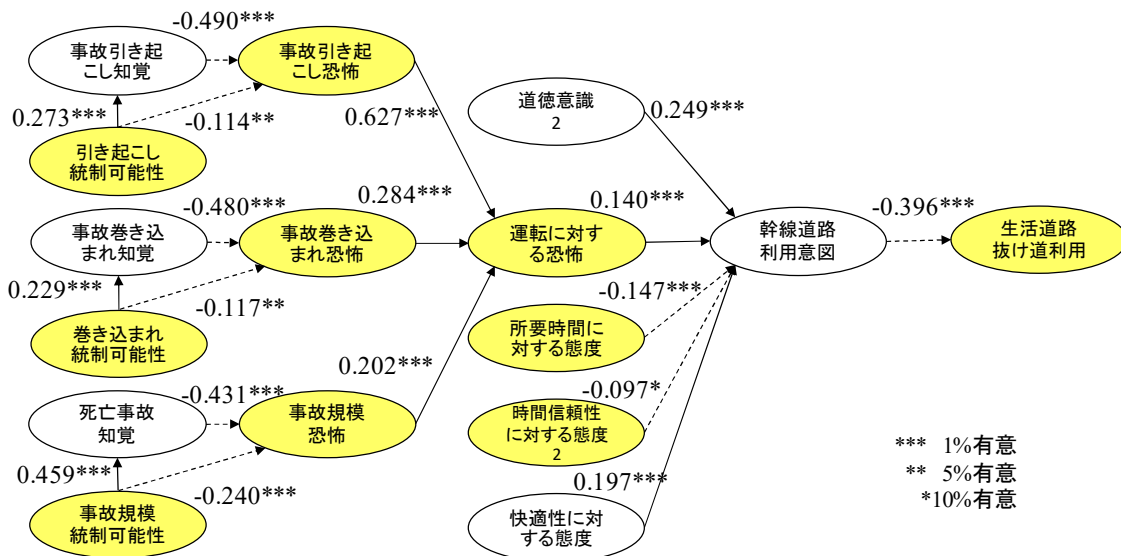 -0.490***
事故引き起
こし知覚
事故引き起
こし恐怖
0.273***
-0.114**
0.627***
引き起こし
統制可能性
道徳意識
2
0.249***
-0.480***
事故巻き込
まれ知覚
事故巻き込
まれ恐怖
0.284***
運転に対す
る恐怖
0.140***
幹線道路
利用意図
-0.396***
生活道路
抜け道利用
0.229***
-0.117**
巻き込まれ
統制可能性
-0.147***
所要時間に
対する態度
0.202***
-0.431***
死亡事故
知覚
事故規模
恐怖
-0.097*
時間信頼性
に対する態度
2
0.459***
-0.240***
事故規模
統制可能性
0.197***
快適性に対
する態度
*** 1%有意
** 5%有意
*10%有意